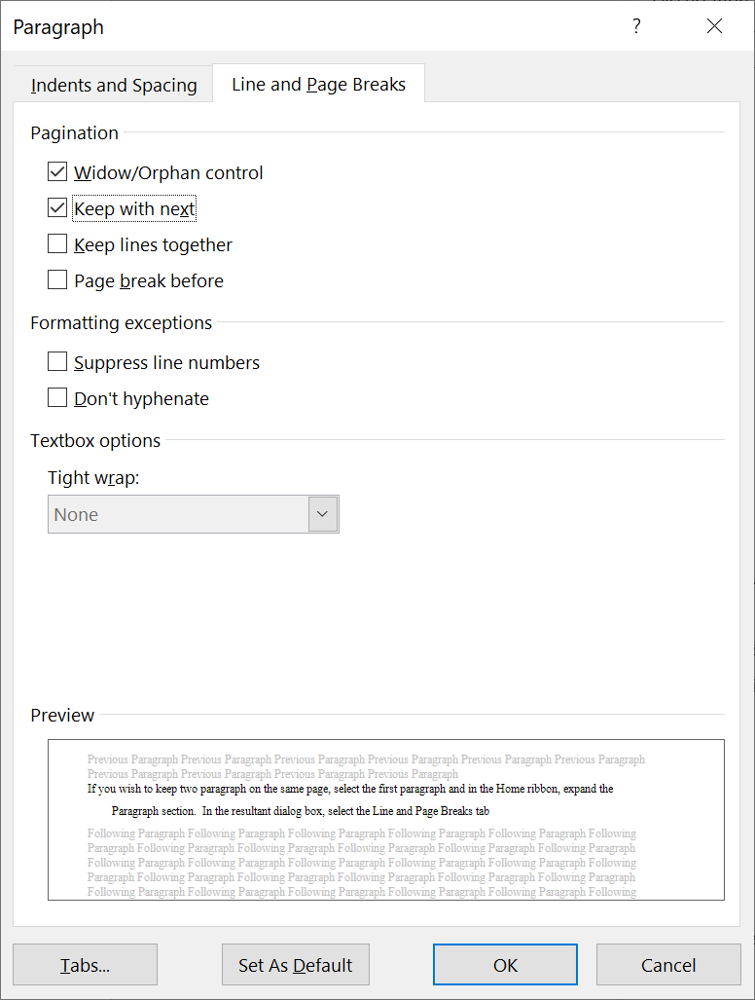 Paragraph
?
Indents and Spacing
Line and Page Breaks
Pagination
Widow/Orphan control
Keep with next
Keep lines together
Page break before
Formatting exceptions
Suppress line numbers
Don't hyphenate
Textbox options
Tight wrap:
None
Preview
Previous Paragraph Previous Paragraph Previous Paragraph Previous Paragraph Previous Paragraph Previous Paragraph
Previous Paragraph Previous Paragraph Previous Paragraph Previous Paragraph
If you wish to keep two paragraph on the same page, select the first paragraph and in the Home ribbon, expand the
Paragraph section.  In the resultant dialog box, select the Line and Page Breaks tab
Following Paragraph Following Paragraph Following Paragraph Following Paragraph Following Paragraph Following
Paragraph Following Paragraph Following Paragraph Following Paragraph Following Paragraph Following Paragraph
Following Paragraph Following Paragraph Following Paragraph Following Paragraph Following Paragraph Following
Paragraph Following Paragraph Following Paragraph Following Paragraph Following Paragraph Following Paragraph
Following Paragraph Following Paragraph Following Paragraph Following Paragraph Following Paragraph Following
Tabs...
Set As Default
OK
Cancel